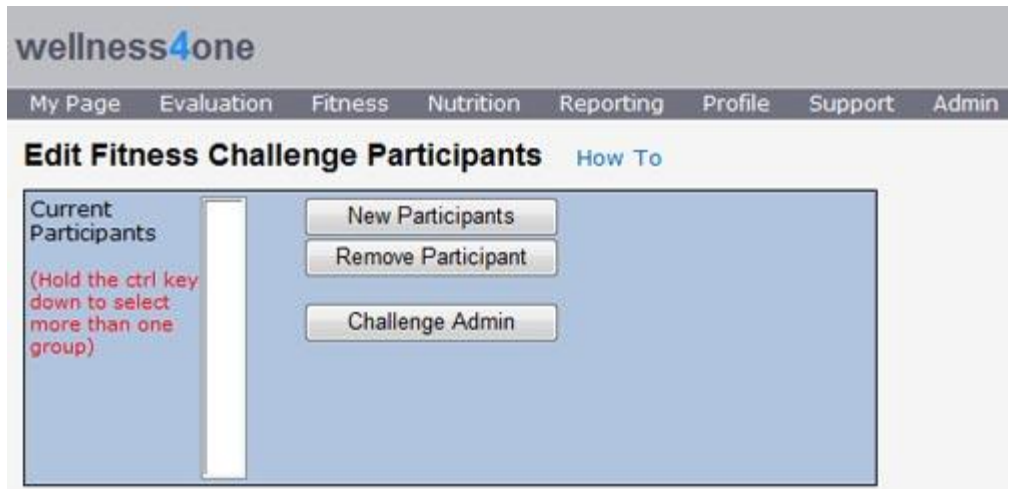 wellness4one
My Page Evaluation Fitness Nutrition Reporting Profile Support Admin
Edit Fitness Challenge Participants How To
Current
Participants
(Hold the ctrl key
down to select
more than one
group)
New Participants
Remove Participant
Challenge Admin